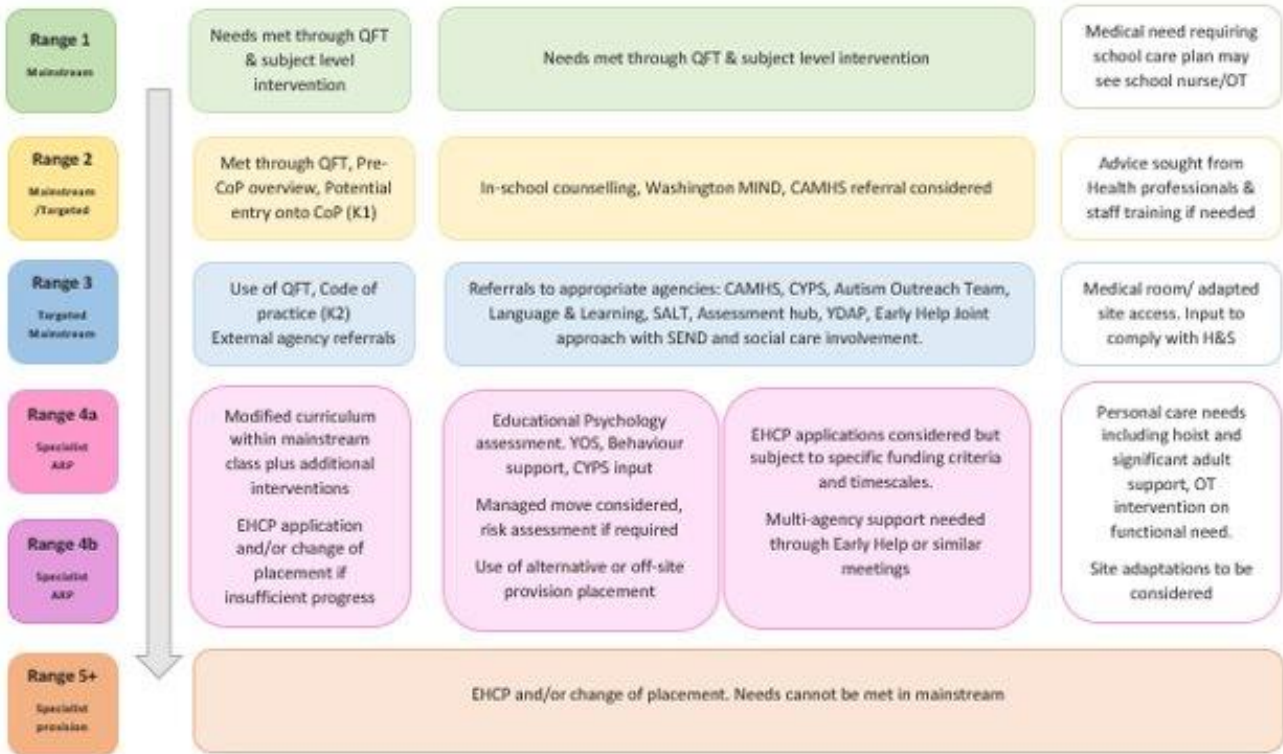 Range 1
Mainstream
Needs met through QFT
& subject level
intervention
Needs met through QFT & subject level intervention
Medical need requiring
school care plan may
see school nurse/OT
Range 2
Mainstream
/Targeted
Met through QFT, Pre-
CoP overview, Potential
entry onto CoP (K1)
In-school counselling, Washington MIND, CAMHS referral considered
Advice sought from
Health professionals &
staff training if needed
Range 3
Targeted
Mainstream
Use of QFT, Code of
practice (K2)
External agency referrals
Referrals to appropriate agencies: CAMHS, CYPS, Autism Outreach Team,
Language & Learning, SALT, Assessment hub, YDAP, Early Help Joint
approach with SEND and social care involvement.
Medical room/ adapted
site access. Input to
comply with H&S
Range 4a
Specialist
ARP
Range 4b
Specialist
ARP
Modified curriculum
within mainstream
class plus additional
interventions
EHCP application
and/or change of
placement if
insufficient progress
Educational Psychology
assessment. YOS, Behaviour
support, CYPS input
Managed move considered,
risk assessment if required
Use of alternative or off-site
provision placement
EHCP applications considered but
subject to specific funding criteria
and timescales.
Multi-agency support needed
through Early Help or similar
meetings
Personal care needs
including hoist and
significant adult
support, OT
intervention on
functional need.
Site adaptations to be
considered
Range 5+
Specialist
provision
EHCP and/or change of placement. Needs cannot be met in mainstream